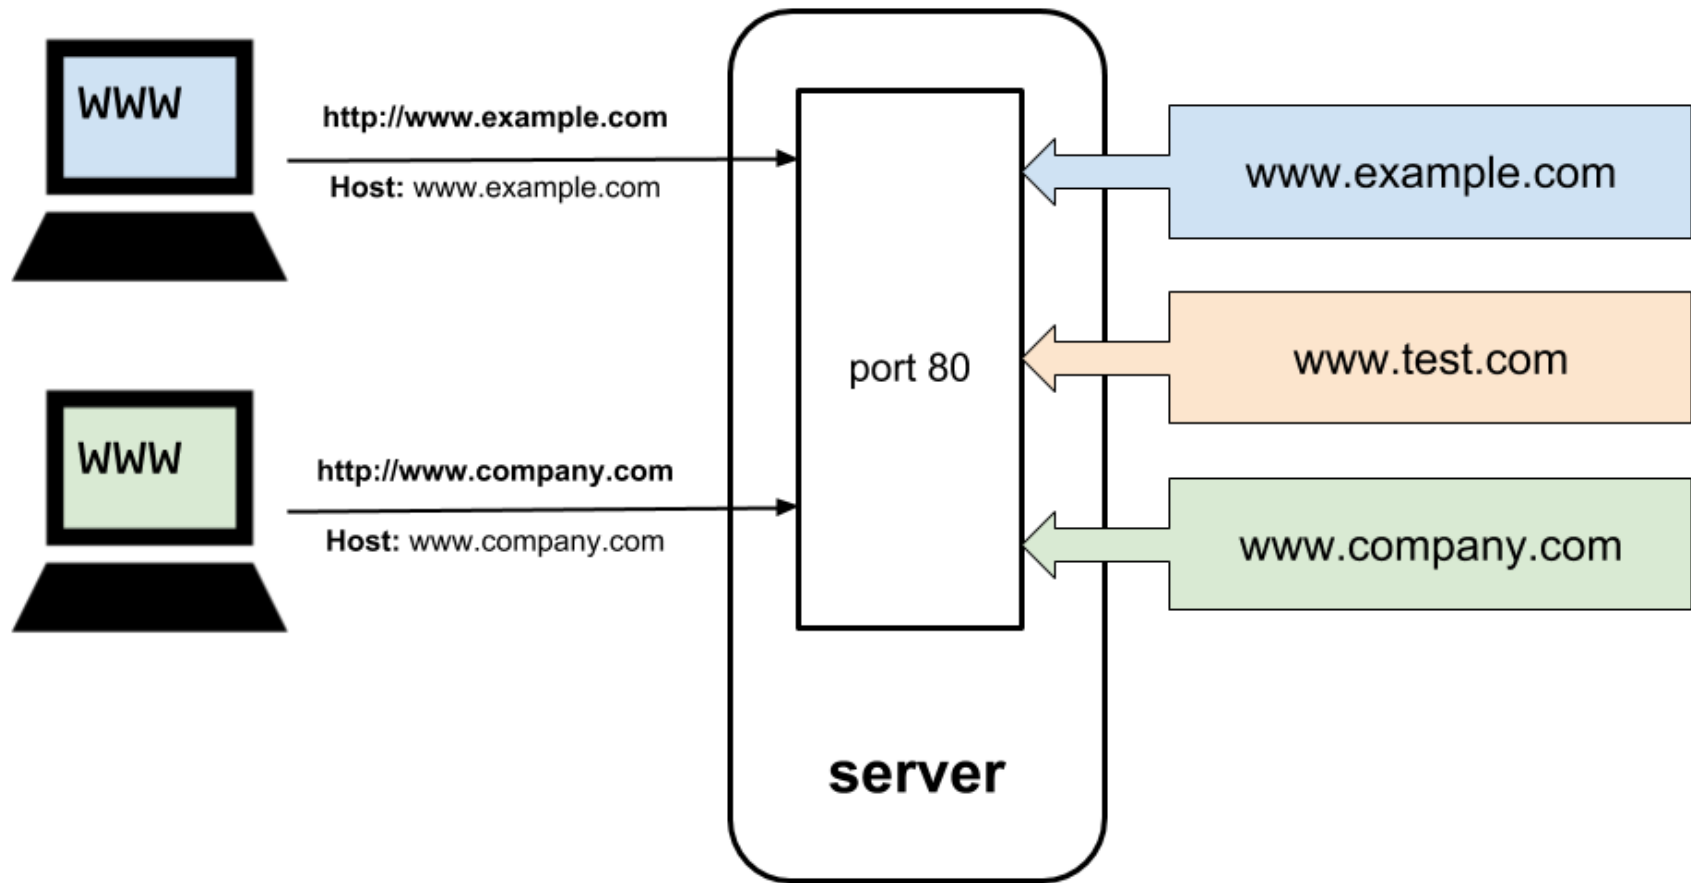 WWW
http://www.example.com
Host: www.example.com
www.example.com
port 80
www.test.com
WWW
http://www.company.com
Host: www.company.com
www.company.com
server